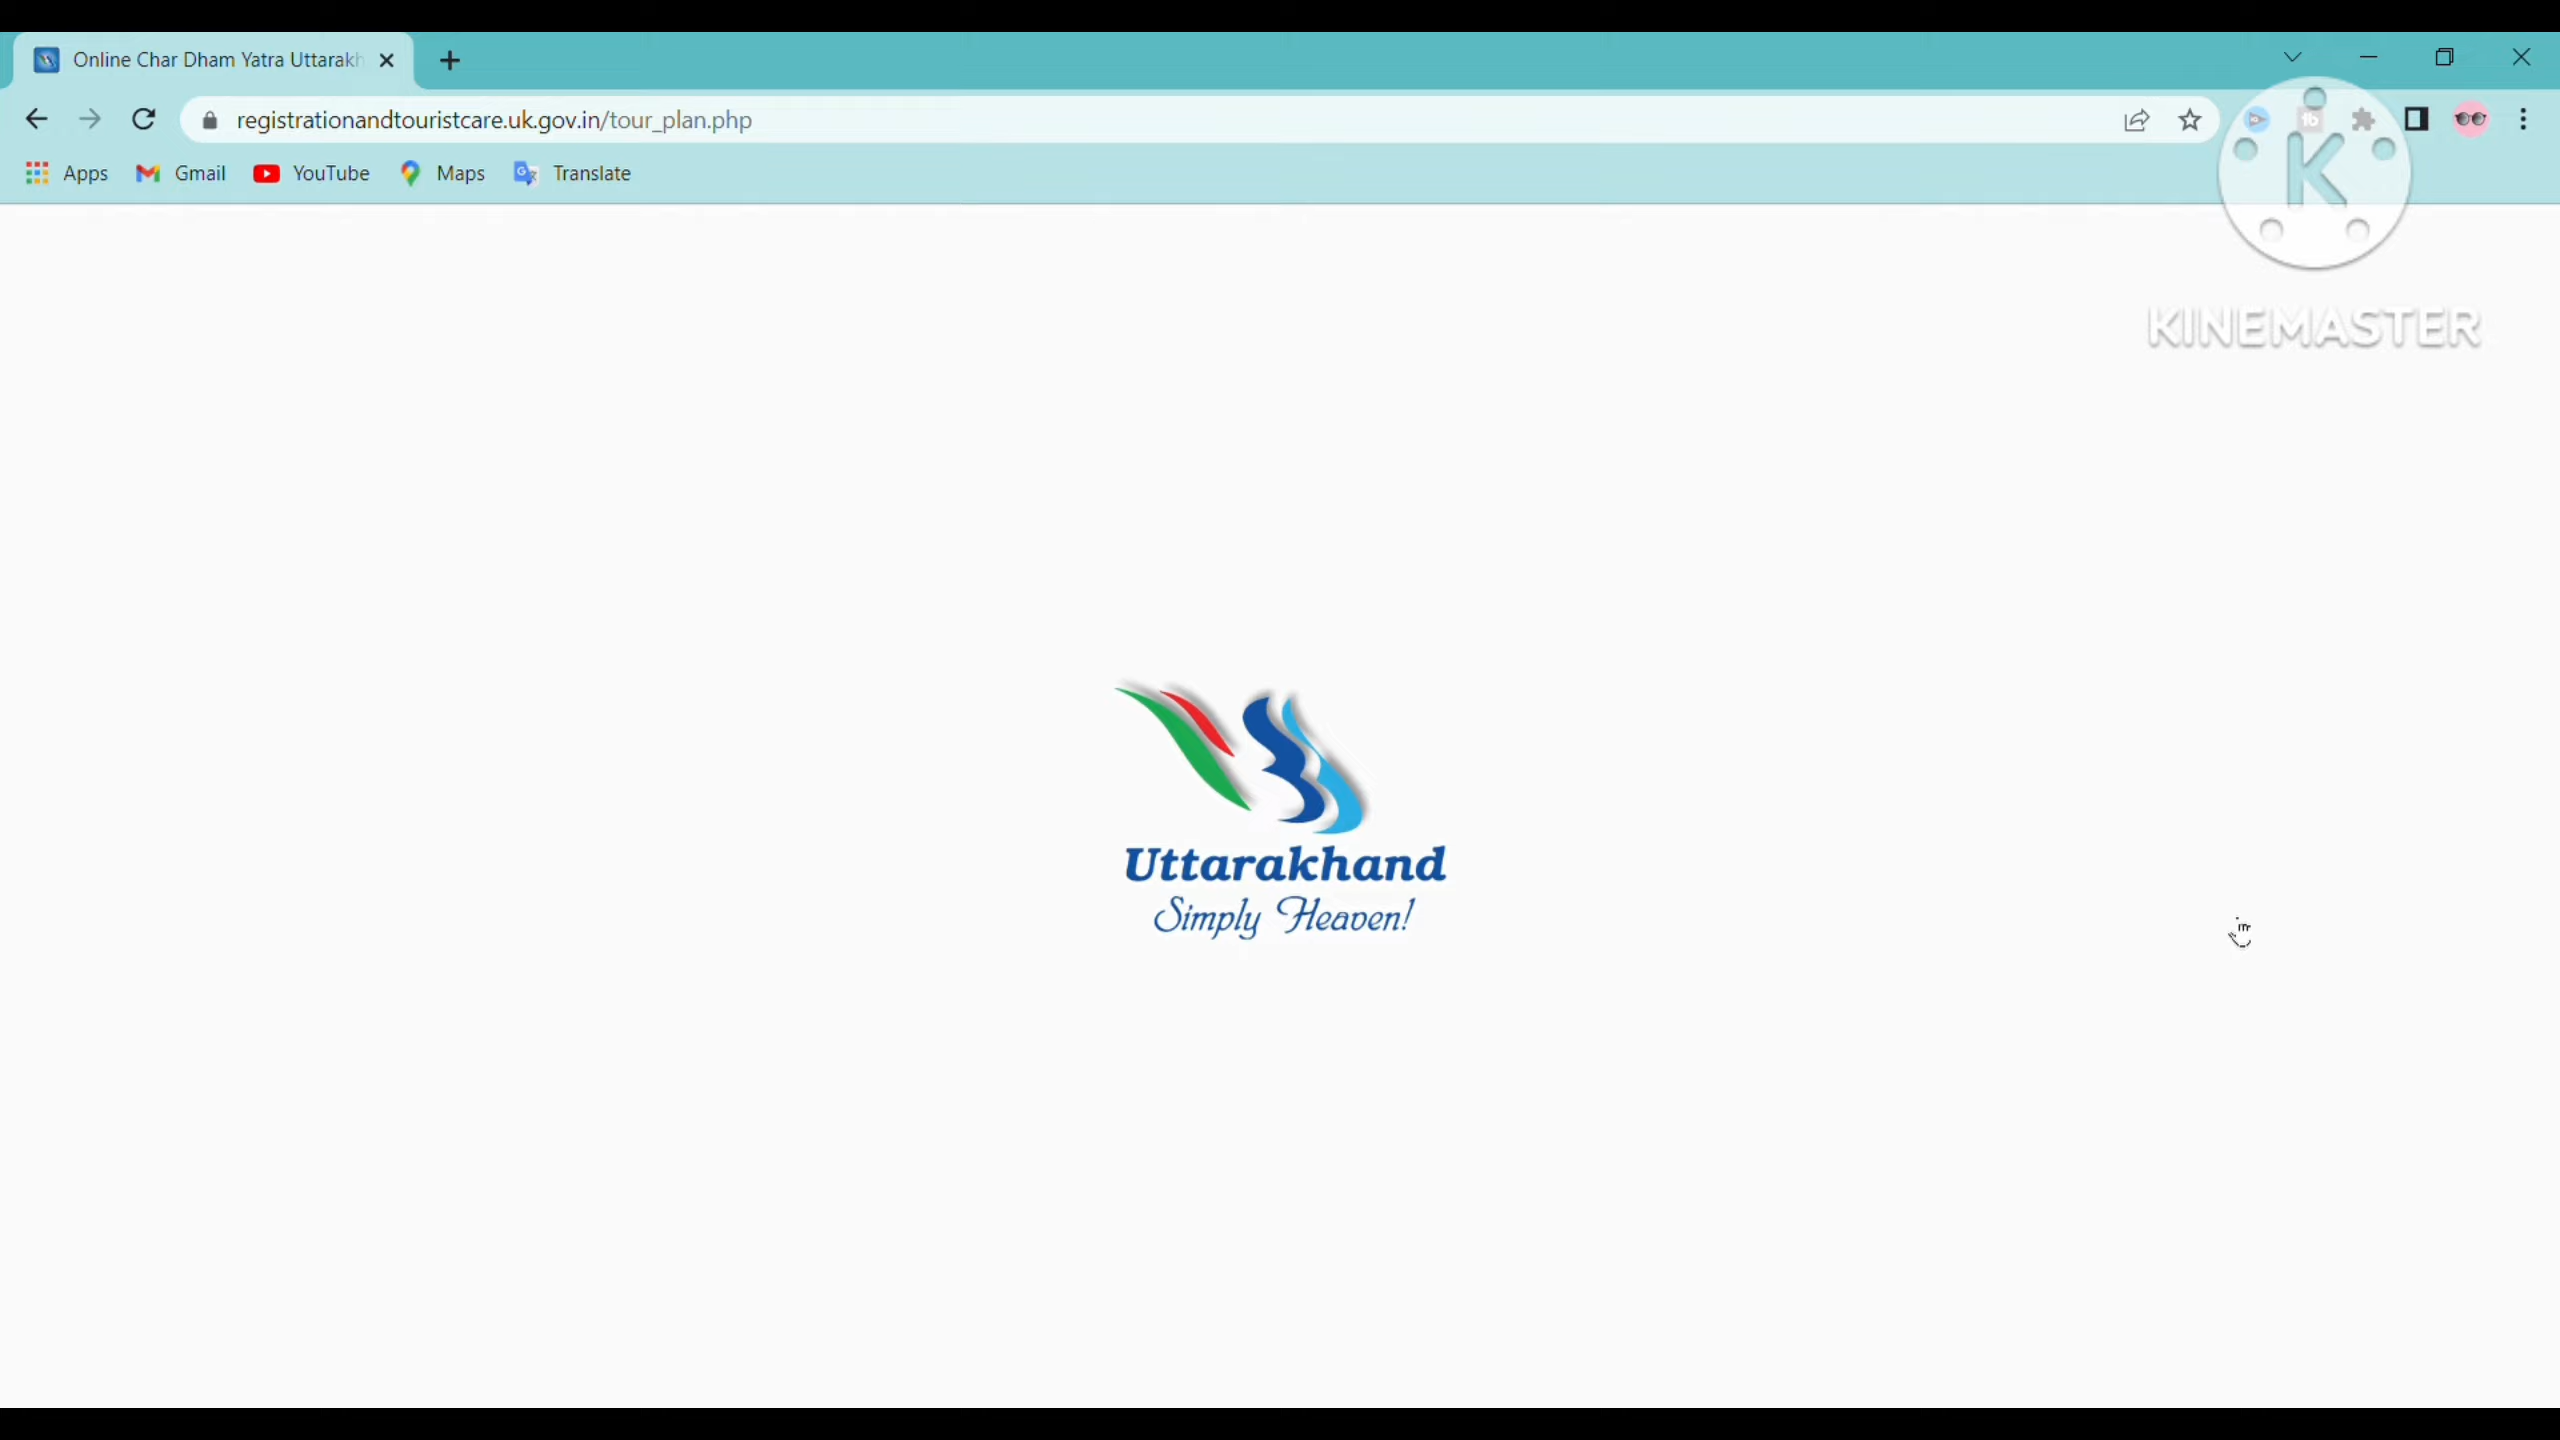 Online Char Dham Yatra Uttarakh
registrationandtouristcare.uk.gov.in/tour_plan.php
Apps
Gmail
YouTube
Maps
Translate
K
KINEMASTER
Uttarakhand
Simply Heaven!